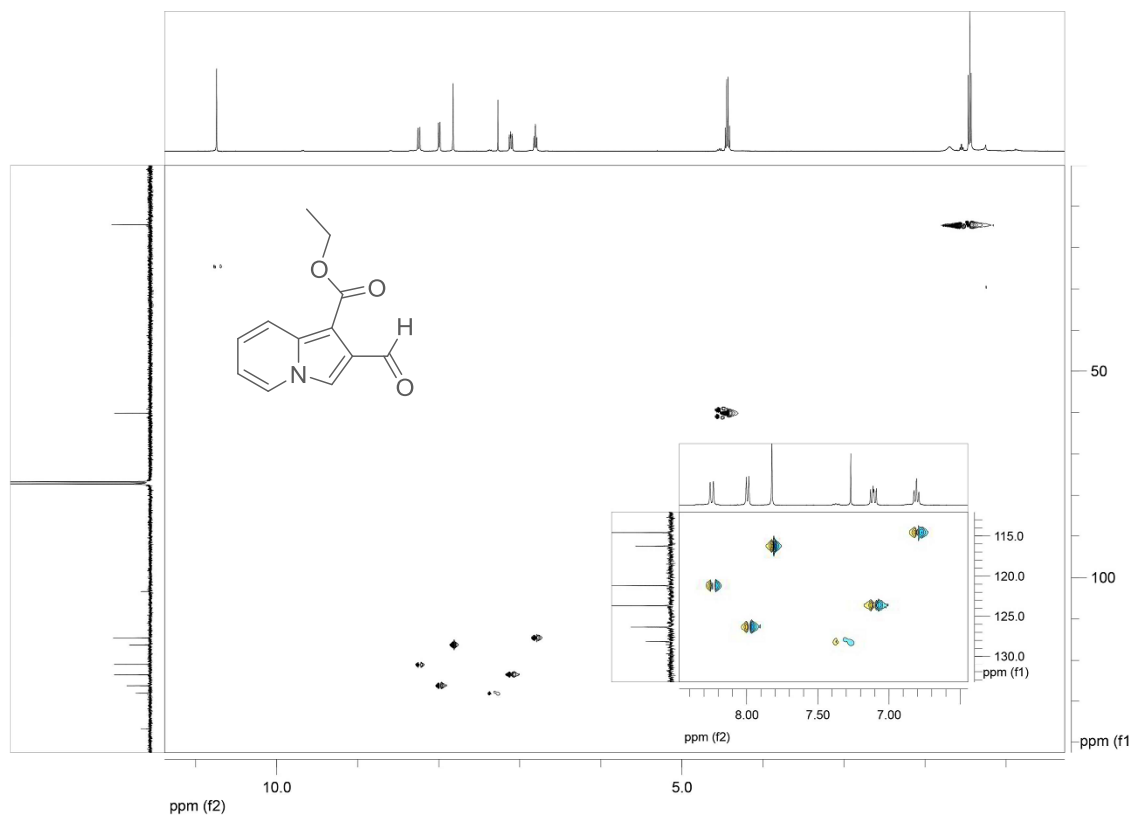 O
O
H
N
O
50
115.0
120.0
100
125.0
130.0
ppm (f1)
8.00 7.50 7.00
ppm (f2)
ppm (f1
10.0 5.0
ppm (f2)